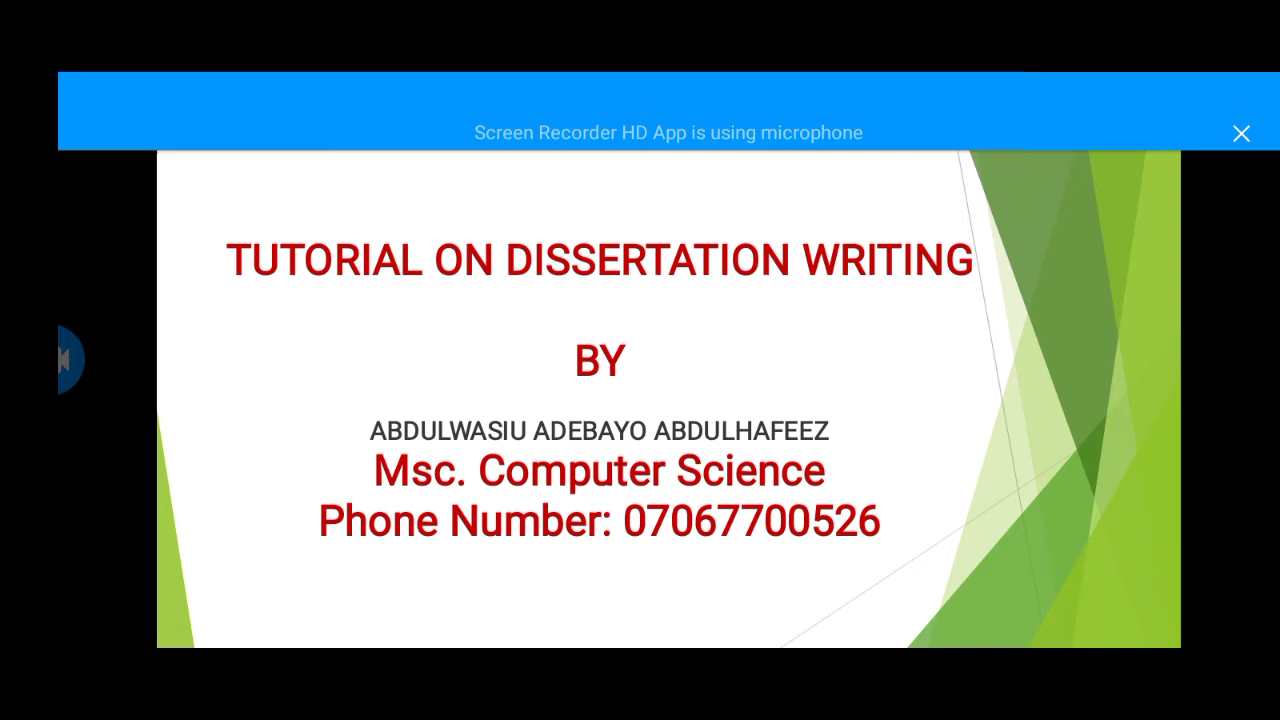 Screen Recorder HD App is using microphone
TUTORIAL ON DISSERTATION WRITING
BY
ABDULWASIU ADEBAYO ABDULHAFEEZ
Msc. Computer Science
Phone Number: 07067700526